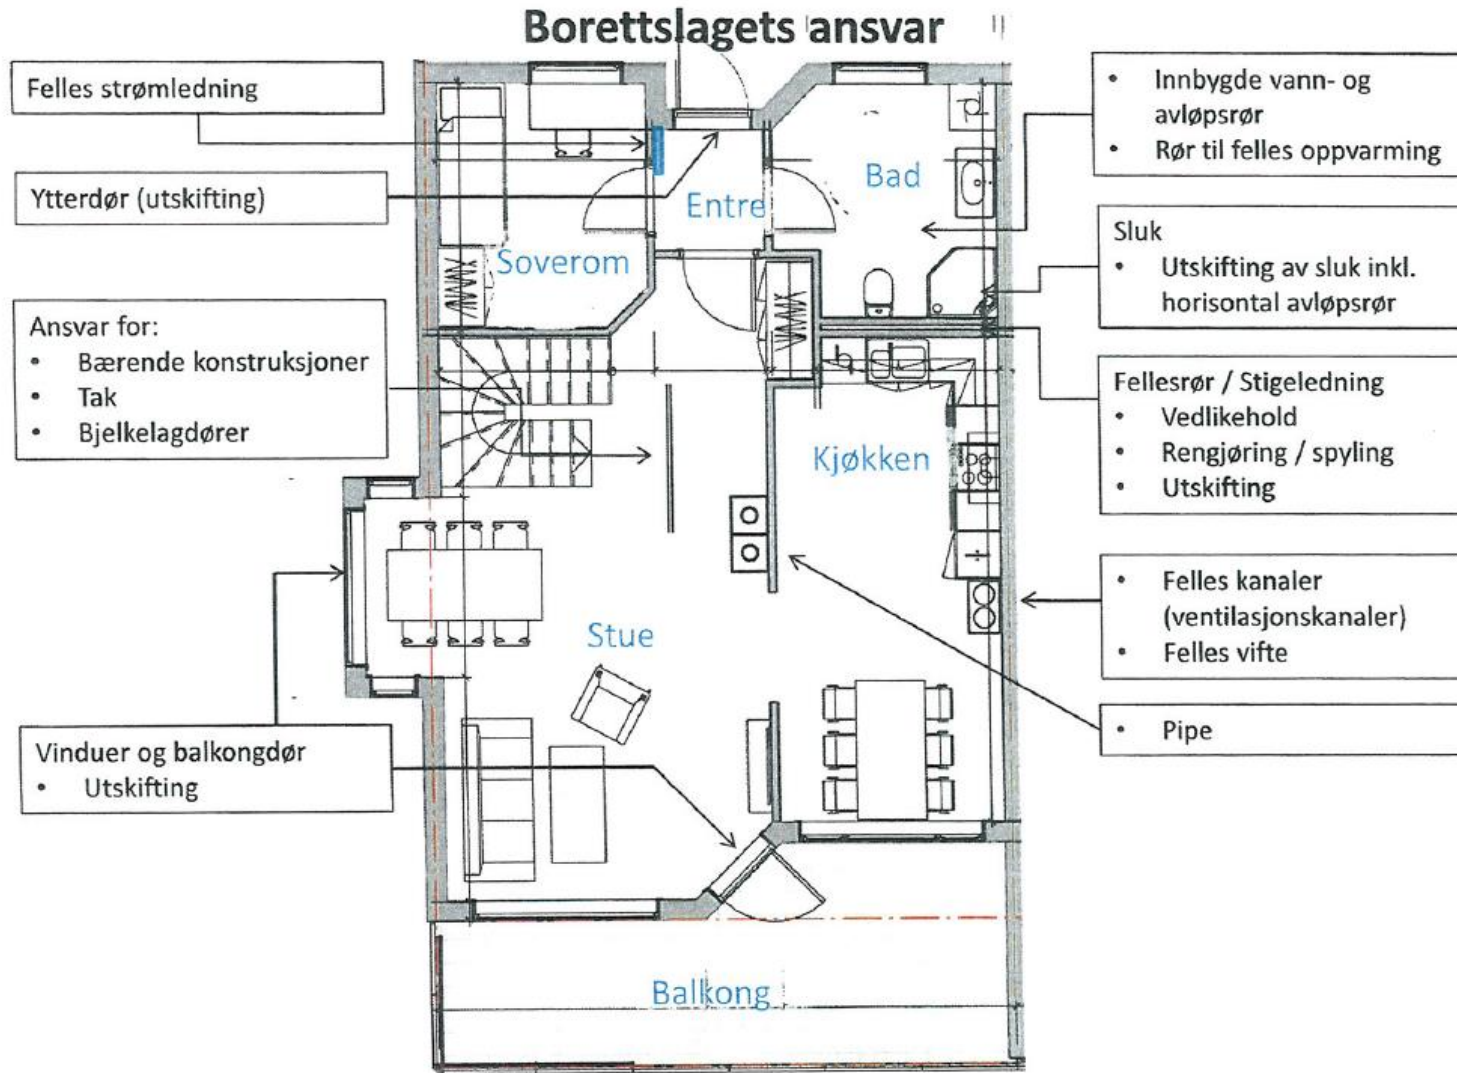 Borettslagets ansvar
Felles strømledning
Ytterdør (utskifting)
Ansvar for:
• Bærende konstruksjoner
• Tak
• Bjelkelagdører
Vinduer og balkongdør
• Utskifting
Soverom
Entre
Bad
Kjøkken
Stue
Balkong
• Innbygde vann- og
avløpsrør
• Rør til felles oppvarming
Sluk
• Utskifting av sluk inkl.
horisontal avløpsrør
Fellesrør / Stigeledning
• Vedlikehold
• Rengjøring / spyling
• Utskifting
• Felles kanaler
(ventilasjonskanaler)
• Felles vifte
• Pipe